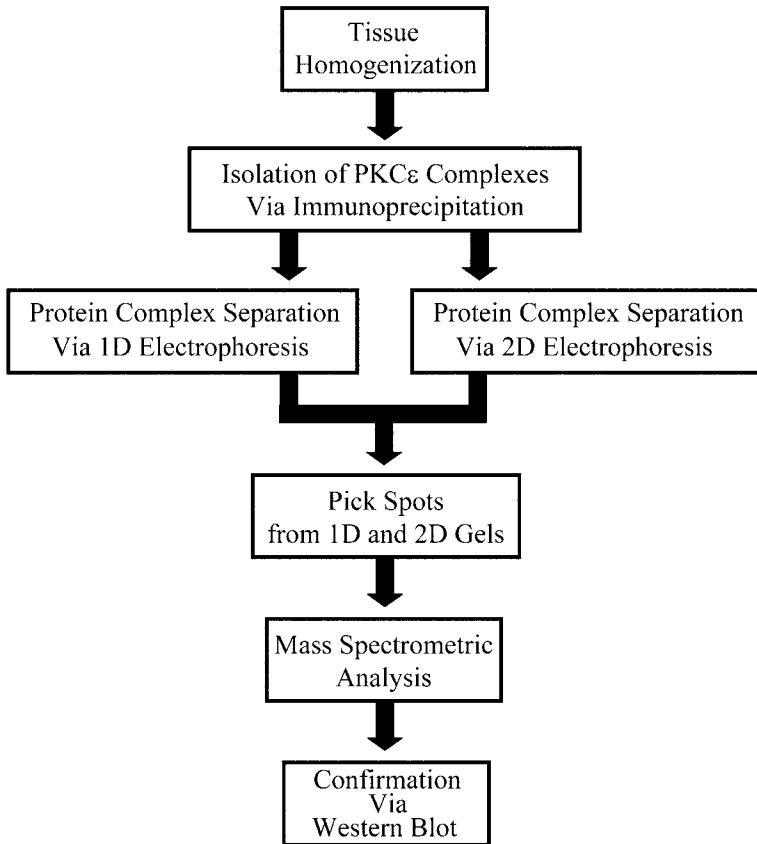 Tissue
Homogenization
Isolation of PKCε Complexes
Via Immunoprecipitation
Protein Complex Separation
Via 1D Electrophoresis
Protein Complex Separation
Via 2D Electrophoresis
Pick Spots
from 1D and 2D Gels
Mass Spectrometric
Analysis
Confirmation
Via
Western Blot